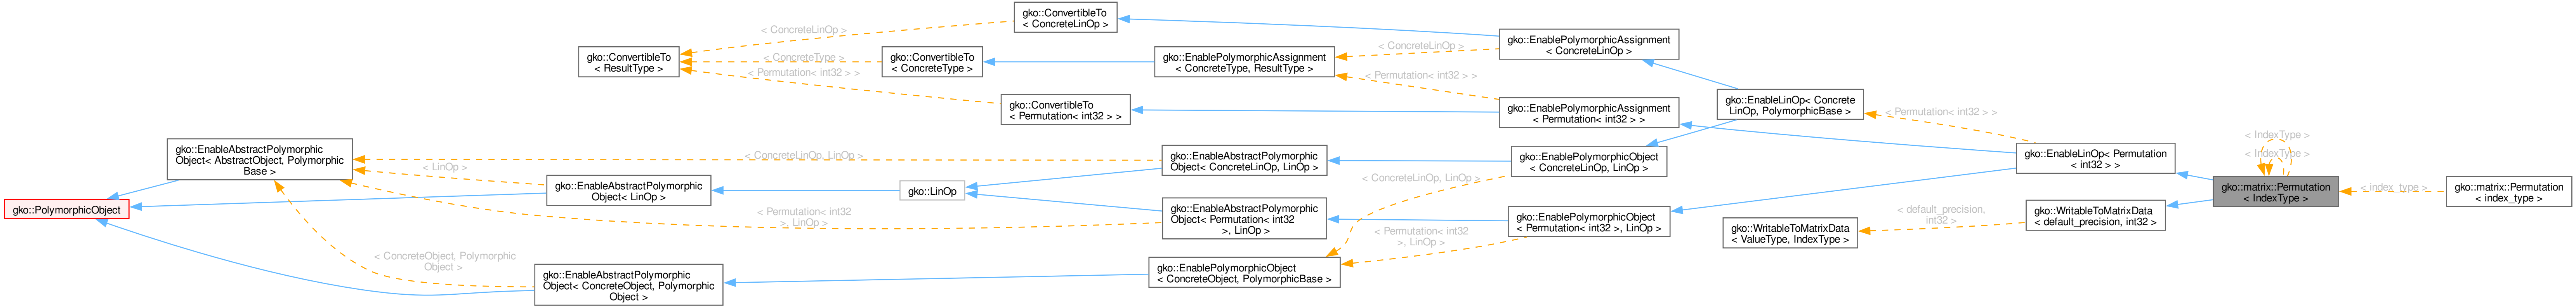 gko::ConvertibleTo
< ConcreteLinOp >
< ConcreteLinOp >
gko::ConvertibleTo
< ResultType >
< ConcreteType >
gko::ConvertibleTo
< ConcreteType >
gko::EnablePolymorphicAssignment
< ConcreteType, ResultType >
< ConcreteLinOp >
gko::EnablePolymorphicAssignment
< ConcreteLinOp >
< Permutation< int32 > >
< Permutation< int32 > >
gko::ConvertibleTo
< Permutation< int32 > >
gko::EnablePolymorphicAssignment
< Permutation< int32 > >
gko::EnableLinOp< Concrete
LinOp, PolymorphicBase >
< Permutation< int32 > >
gko::EnableAbstractPolymorphic
Object< AbstractObject, Polymorphic
Base >
< ConcreteLinOp, LinOp >
< LinOp >
gko::EnableAbstractPolymorphic
Object< ConcreteLinOp, LinOp >
gko::EnablePolymorphicObject
< ConcreteLinOp, LinOp >
gko::EnableLinOp< Permutation
< int32 > >
< IndexType >
< IndexType >
gko::PolymorphicObject
gko::EnableAbstractPolymorphic
Object< LinOp >
gko::LinOp
< ConcreteLinOp, LinOp >
gko::matrix::Permutation
< IndexType >
< index_type >
gko::matrix::Permutation
< index_type >
< Permutation< int32
>, LinOp >
gko::EnableAbstractPolymorphic
Object< Permutation< int32
>, LinOp >
gko::EnablePolymorphicObject
< Permutation< int32 >, LinOp >
< Permutation< int32
>, LinOp >
gko::WritableToMatrixData
< ValueType, IndexType >
< default_precision,
int32 >
gko::WritableToMatrixData
< default_precision, int32 >
< ConcreteObject, Polymorphic
Object >
gko::EnableAbstractPolymorphic
Object< ConcreteObject, Polymorphic
Object >
gko::EnablePolymorphicObject
< ConcreteObject, PolymorphicBase >